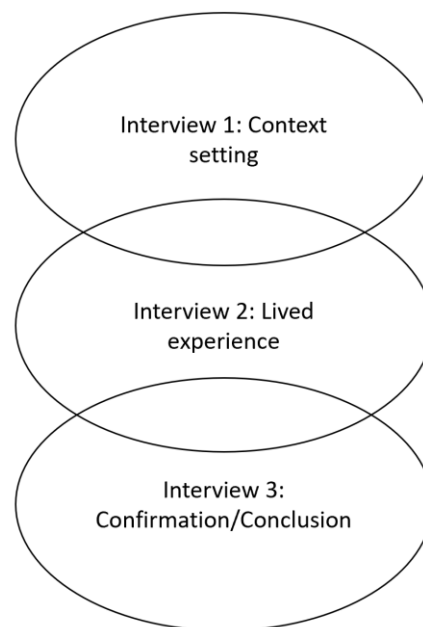 Interview 1: Context
setting
Interview 2: Lived
experience
Interview 3:
Confirmation/Conclusion